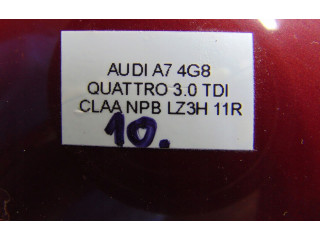 AUDI A7 4G8
QUATTRO 3.0 TDI
CLAA NPB LZ3H 11R
10.